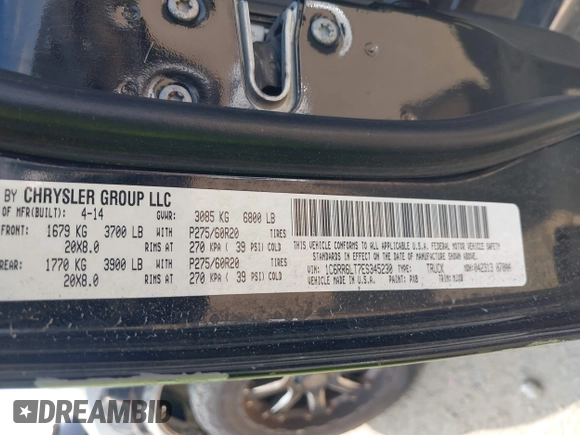 BY CHRYSLER GROUP LLC
OF MFR(BUILT): 4-14 GVWR: 3085 KG 6800 LB
FRONT: 1679 KG 3700 LB WITH P275/60R20 TIRES
20X8.0 RIMS AT 270 KPA ( 39 PSI) COLD
REAR: 1770 KG 3900 LB WITH P275/60R20 TIRES
20X8.0 RIMS AT 270 KPA ( 39 PSI) COLD
THIS VEHICLE COMPLIES TO ALL APPLICABLE U.S.A. FEDERAL MOTOR VEHICLE SAFETY
STANDARDS IN EFFECT ON THE DATE OF MANUFACTURE SHOWN ABOVE.
VIN: 1C6RR6LT7ES345230 TYPE: TRUCK MDH: 042313
VEHICLE MADE IN U.S.A. PAINT: PXB TRIM:
DREAMBID